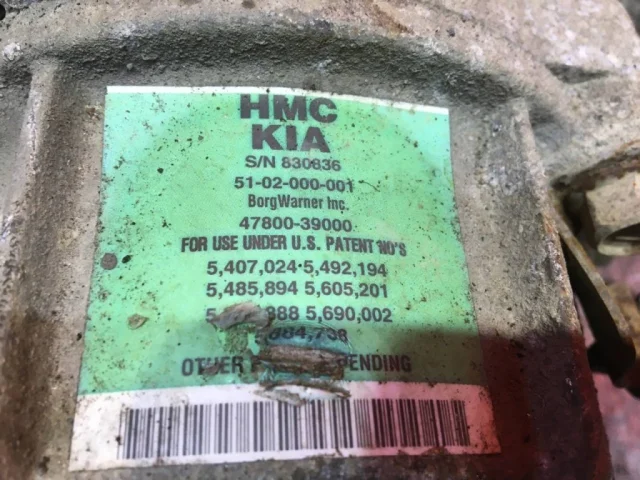 HMC
KIA
S/N 830836
51-02-000-001
BorgWarner Inc.
47800-39000
FOR USE UNDER U.S. PATENT NO'S
5,407,024 · 5,492,194
5,485,894 5,605,201
5,690,002
OTHER PENDING